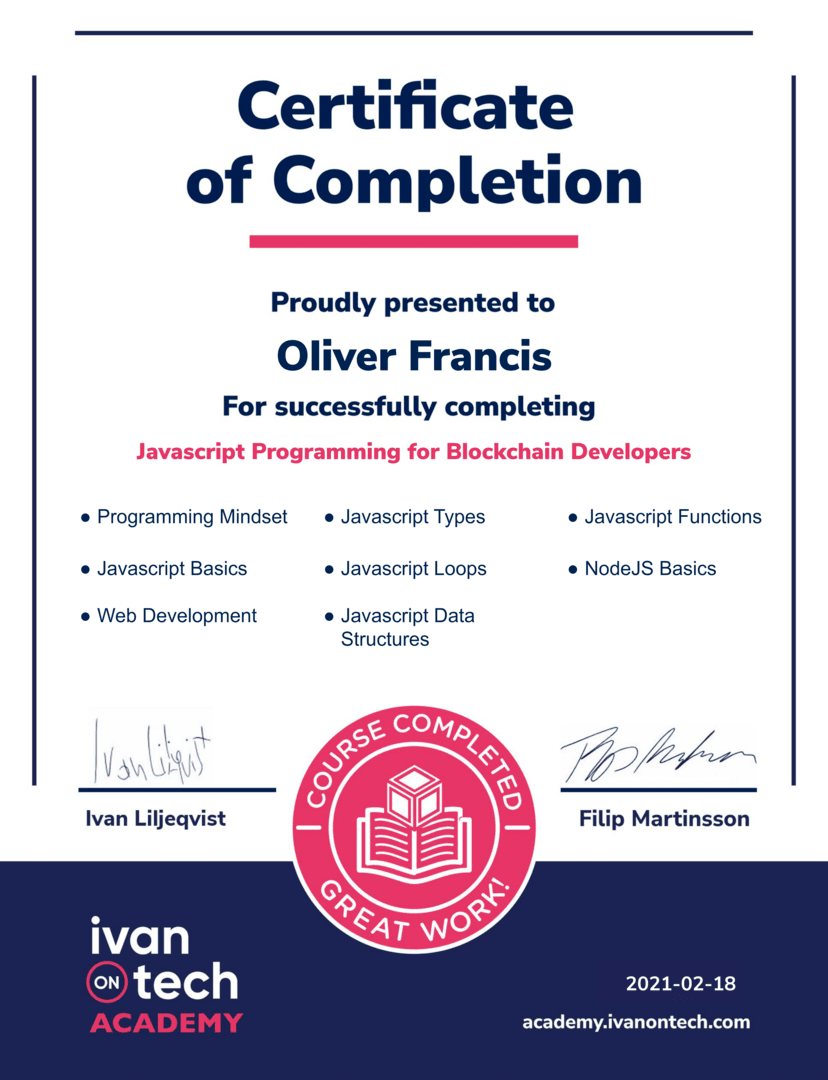 Certificate
of Completion
Proudly presented to
Oliver Francis
For successfully completing
Javascript Programming for Blockchain Developers
● Programming Mindset
● Javascript Types
● Javascript Functions
● Javascript Basics
● Javascript Loops
● NodeJS Basics
● Web Development
● Javascript Data
Structures
Ivan Liljeqvist
Ivan Liljeqvist
Filip Martinsson
COURSE COMPLETED
GREAT WORK!
ivan
ON tech
ACADEMY
2021-02-18
academy.ivanontech.com